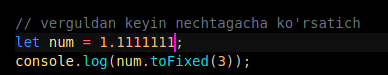 // verguldan keyin nechtagacha ko'rsatich
let num = 1.1111111;
console.log(num.toFixed(3));